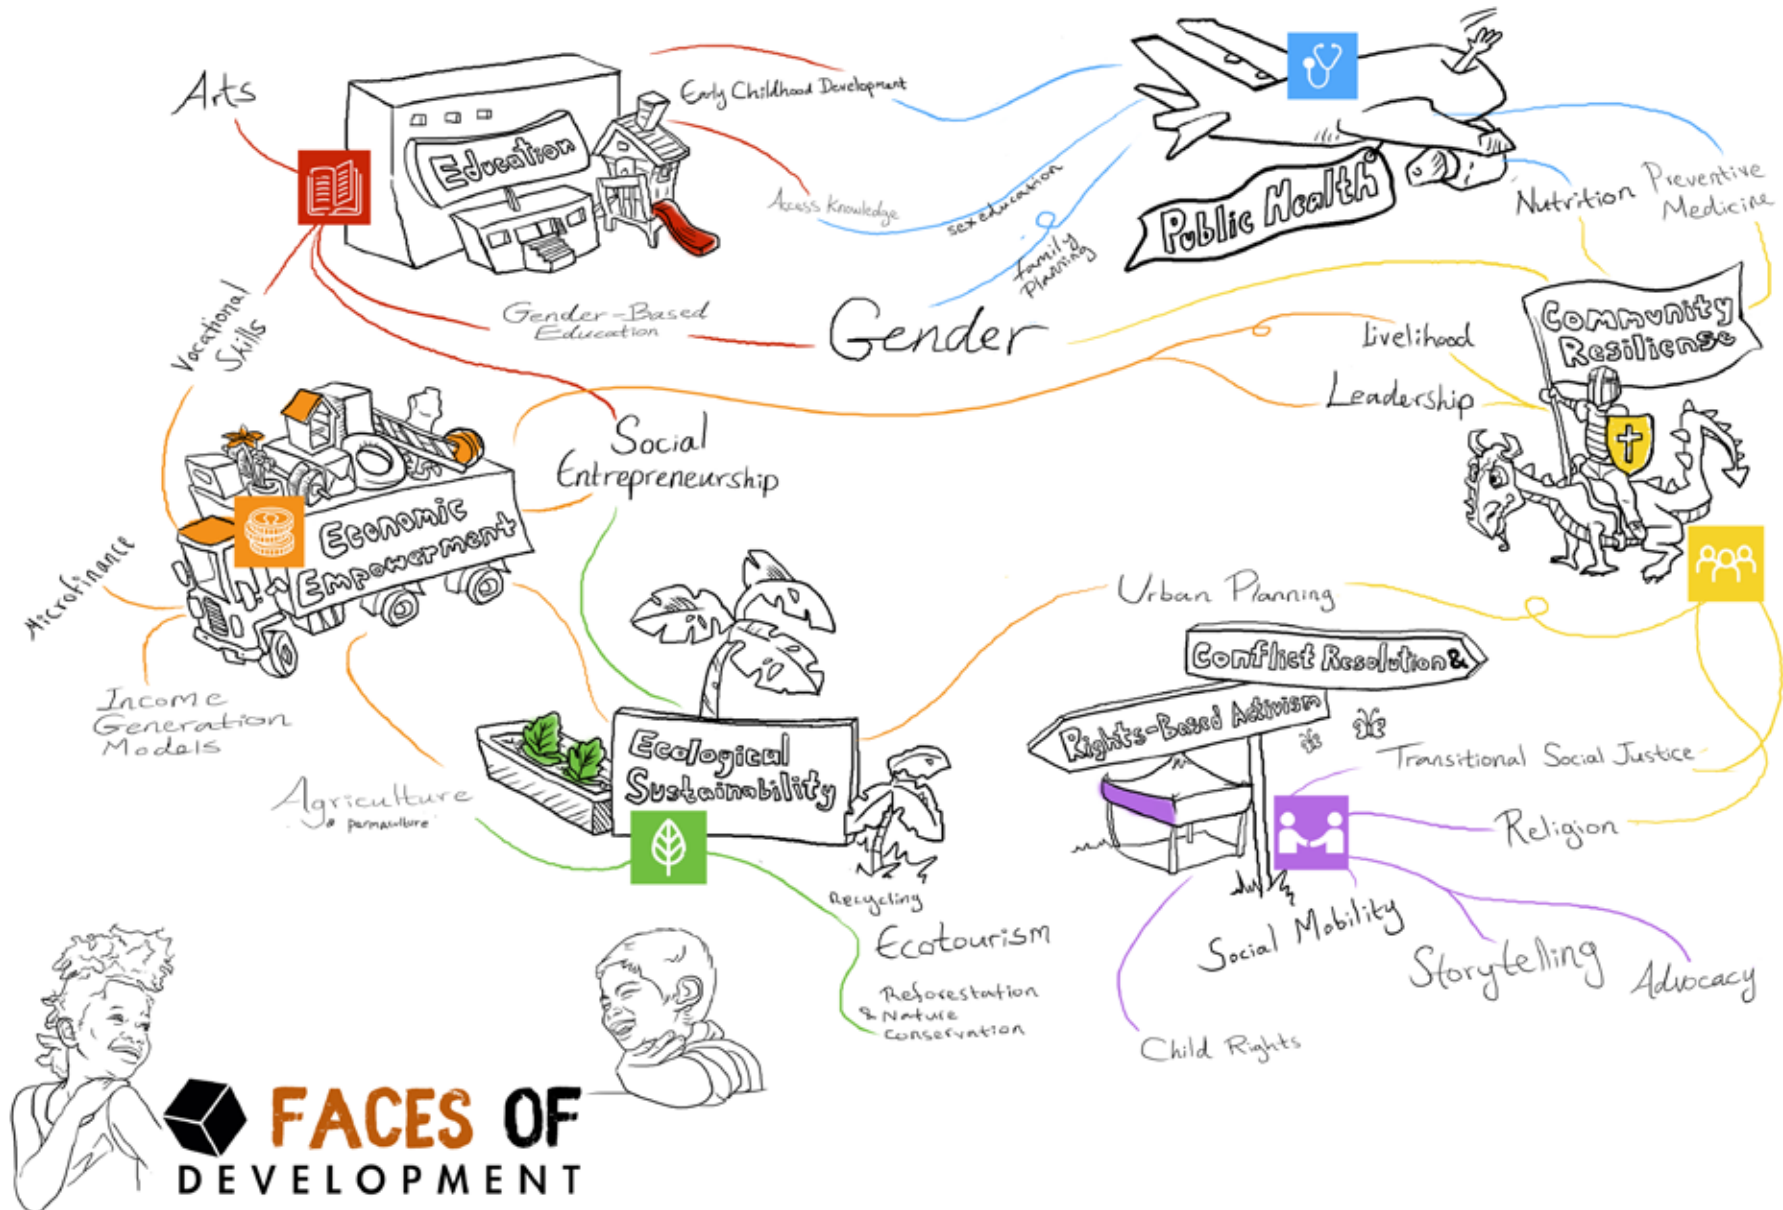 Arts
Education
Early Childhood Development
Access Knowledge
sex education
family
Planning
Public Health
Nutrition
Preventive
Medicine
Vocational
Skills
Gender-Based
Education
Gender
Livelihood
Leadership
Community
Resiliense
Social
Entrepreneurship
Economic
Empowerment
Microfinance
Income
Generation
Models
Agriculture
& permaculture
Ecological
Sustainability
Recycling
Ecotourism
Reforestation
& Nature
Conservation
Urban Planning
Conflict Resolution &
Rights-Based Activism
Transitional Social Justice
Religion
Social Mobility
Storytelling
Advocacy
Child Rights
FACES OF
DEVELOPMENT